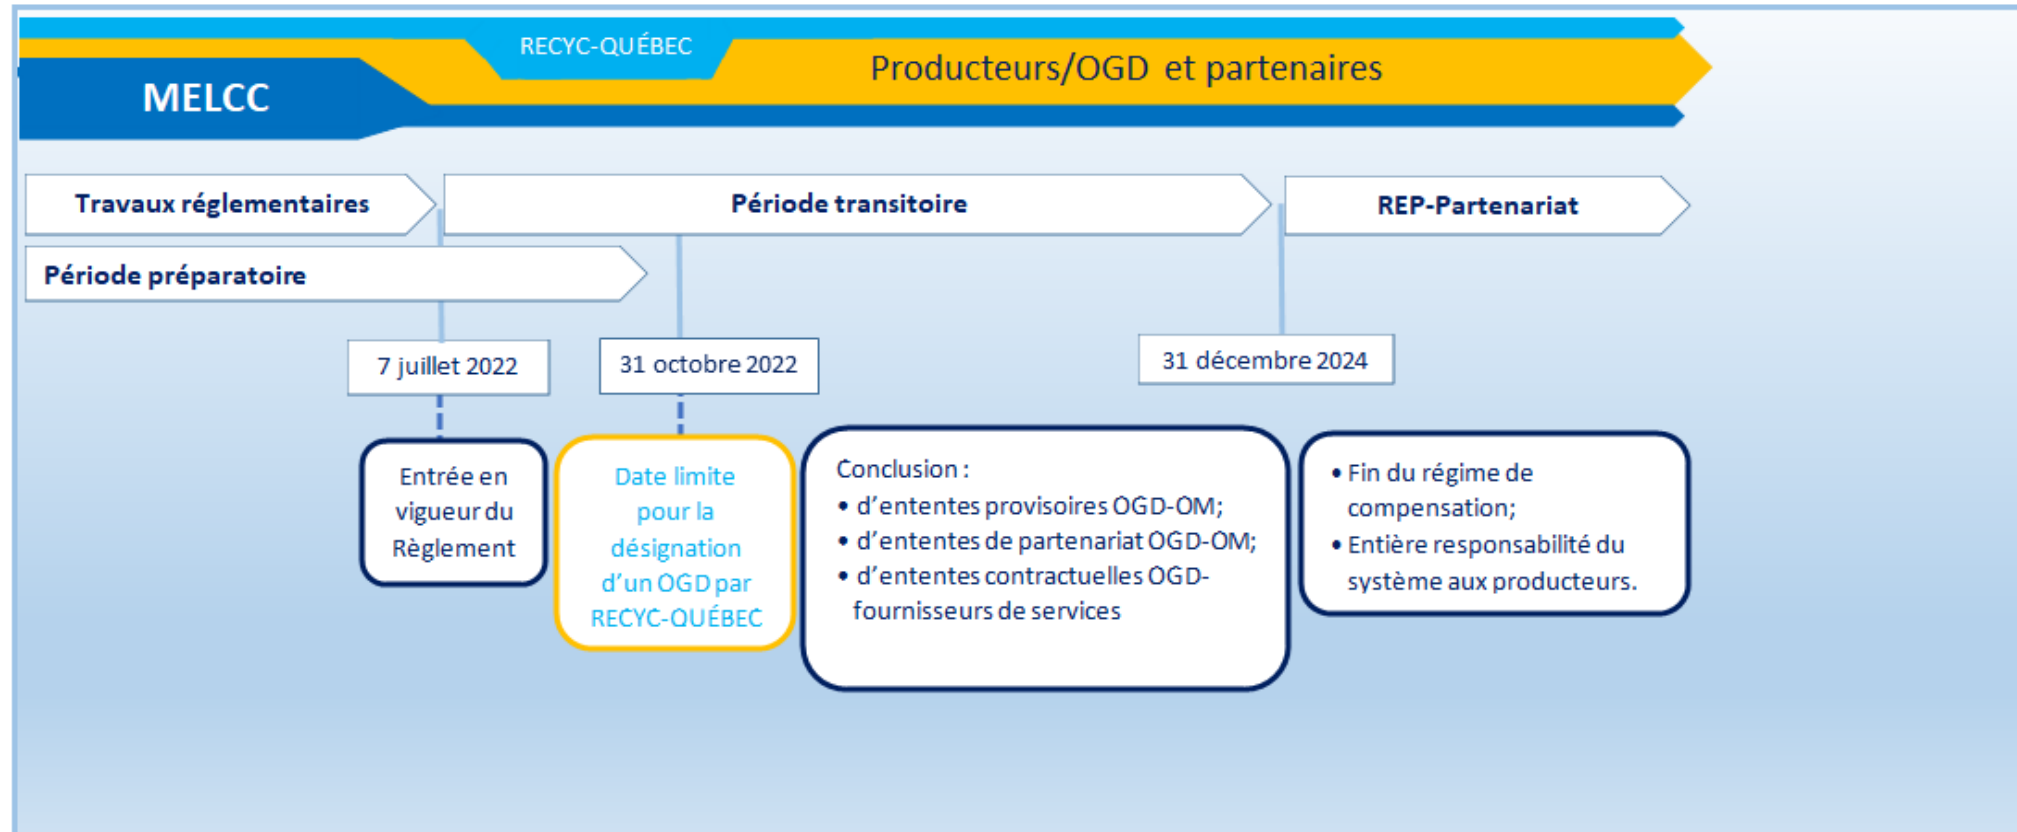 RECYC-QUÉBEC
Producteurs/OGD et partenaires
MELCC
Travaux réglementaires
Période transitoire
REP-Partenariat
Période préparatoire
7 juillet 2022
31 octobre 2022
31 décembre 2024
Entrée en
vigueur du
Règlement
Date limite
pour la
désignation
d'un OGD par
RECYC-QUÉBEC
Conclusion :
• d'ententes provisoires OGD-OM;
• d'ententes de partenariat OGD-OM;
• d'ententes contractuelles OGD-
fournisseurs de services
• Fin du régime de
compensation;
• Entière responsabilité du
système aux producteurs.